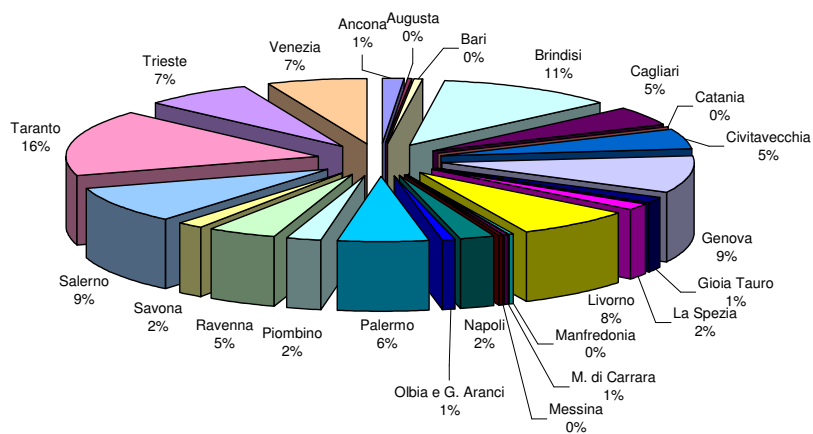 Ancona
1%
Augusta
0%
Bari
0%
Brindisi
11%
Cagliari
5%
Catania
0%
Civitavecchia
5%
Genova
9%
Gioia Tauro
1%
La Spezia
2%
Livorno
8%
Manfredonia
0%
M. di Carrara
1%
Messina
0%
Napoli
2%
Olbia e G. Aranci
1%
Palermo
6%
Piombino
2%
Ravenna
5%
Savona
2%
Salerno
9%
Taranto
16%
Trieste
7%
Venezia
7%